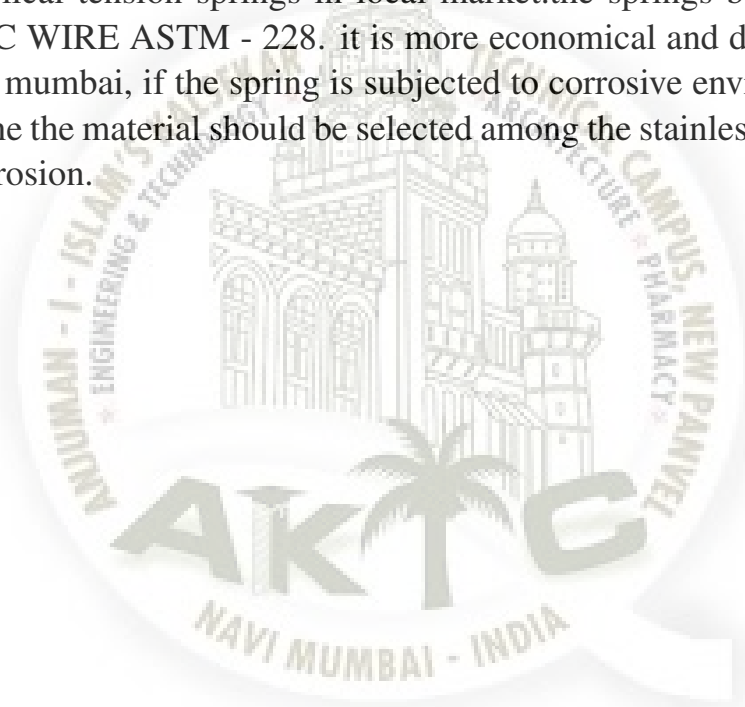 tension springs in local market.the springs b
C WIRE ASTM - 228. it is more economical and d
mumbai, if the spring is subjected to corrosive envi
the material should be selected among the stainles
rosion.
ANJUMAN - I - ISLAM'S KALSEKAR TECHNICAL CAMPUS, NEW PANVEL
ENGINEERING & TECHNOLOGY ARCHITECTURE PHARMACY
AKTC
NAVI MUMBAI - INDIA